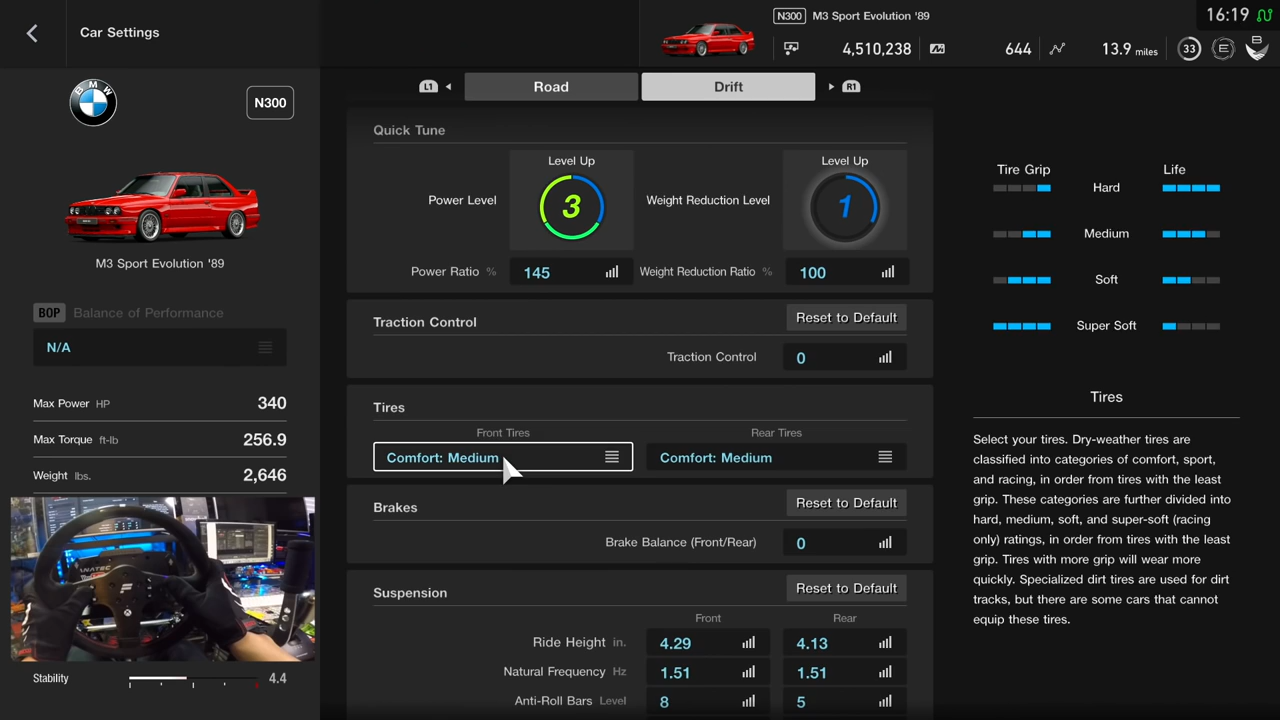 Car Settings
N300 M3 Sport Evolution '89
16:19
4,510,238
644
13.9 miles
33
E
B
BMW
N300
M3 Sport Evolution '89
BOP Balance of Performance
N/A
Max Power HP 340
Max Torque ft-lb 256.9
Weight lbs. 2,646
Stability 4.4
L1 Road Drift R1
Quick Tune
Level Up Level Up
Power Level 3 Weight Reduction Level 1
Power Ratio % 145 Weight Reduction Ratio % 100
Traction Control Reset to Default
Traction Control 0
Tires
Front Tires Rear Tires
Comfort: Medium Comfort: Medium
Brakes Reset to Default
Brake Balance (Front/Rear) 0
Suspension Reset to Default
Front Rear
Ride Height in. 4.29 4.13
Natural Frequency Hz 1.51 1.51
Anti-Roll Bars Level 8 5
Tire Grip Life
Hard
Medium
Soft
Super Soft
Tires
Select your tires. Dry-weather tires are
classified into categories of comfort, sport,
and racing, in order from tires with the least
grip. These categories are further divided into
hard, medium, soft, and super-soft (racing
only) ratings, in order from tires with the least
grip. Tires with more grip will wear more
quickly. Specialized dirt tires are used for dirt
tracks, but there are some cars that cannot
equip these tires.